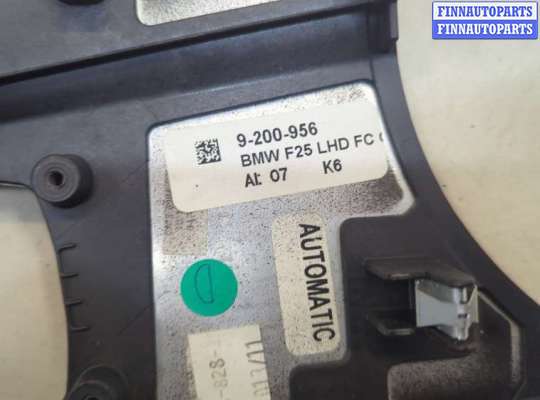 FINNAUTOPARTS
FINNAUTOPARTS
9-200-956
BMW F25 LHD FC
AI: 07 K6
AUTOMATIC